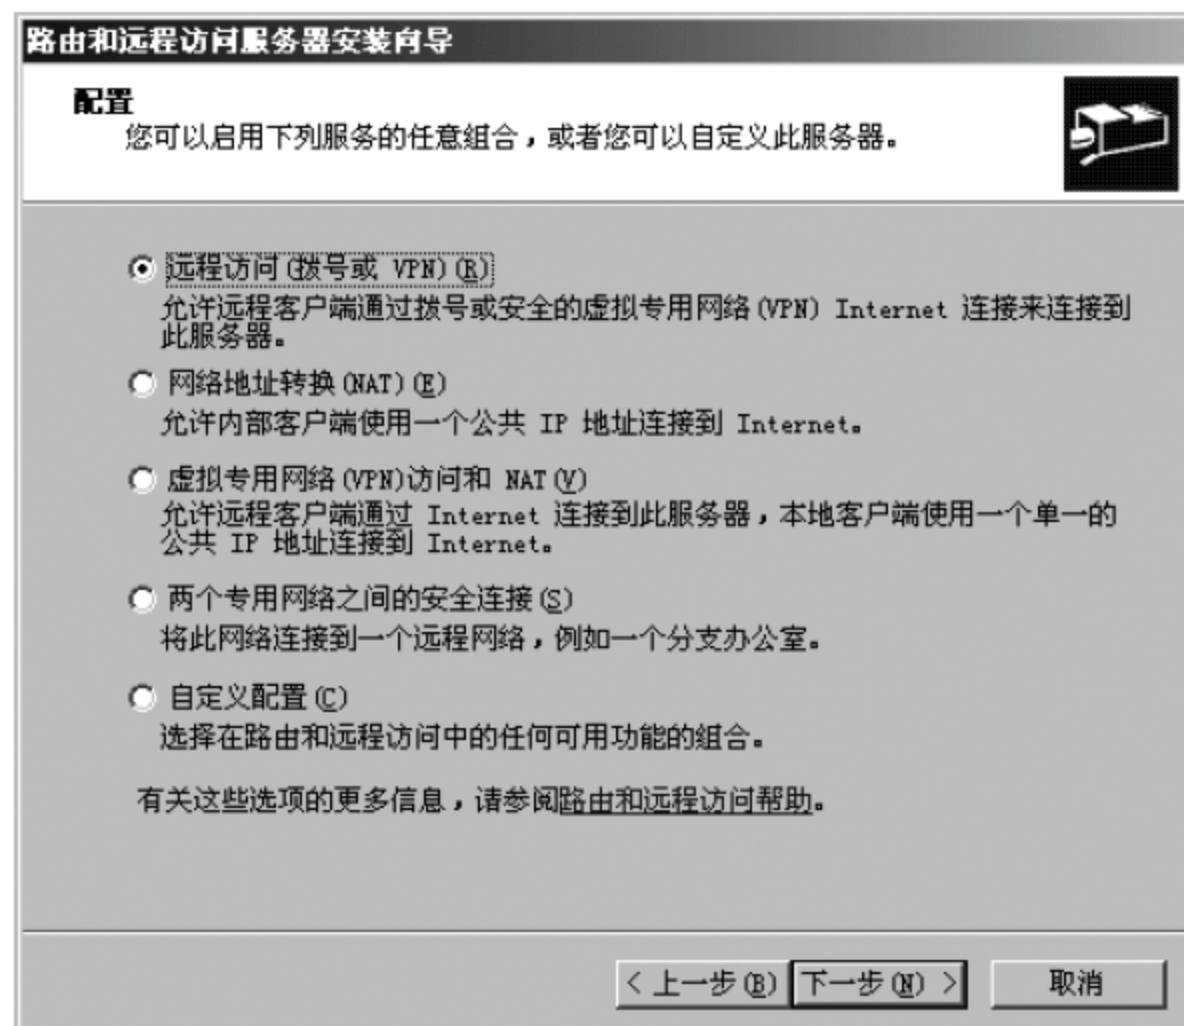 路由和远程访问服务器安装向导
配置
您可以启用下列服务的任意组合，或者您可以自定义此服务器。
远程访问(拨号或 VPN)(R)
允许远程客户端通过拨号或安全的虚拟专用网络(VPN) Internet 连接来连接到
此服务器。
网络地址转换(NAT)(E)
允许内部客户端使用一个公共 IP 地址连接到 Internet。
虚拟专用网络(VPN)访问和 NAT(V)
允许远程客户端通过 Internet 连接到此服务器，本地客户端使用一个单一的
公共 IP 地址连接到 Internet。
两个专用网络之间的安全连接(S)
将此网络连接到一个远程网络，例如一个分支办公室。
自定义配置(C)
选择在路由和远程访问中的任何可用功能的组合。
有关这些选项的更多信息，请参阅路由和远程访问帮助。
< 上一步(B) 下一步(N) > 取消